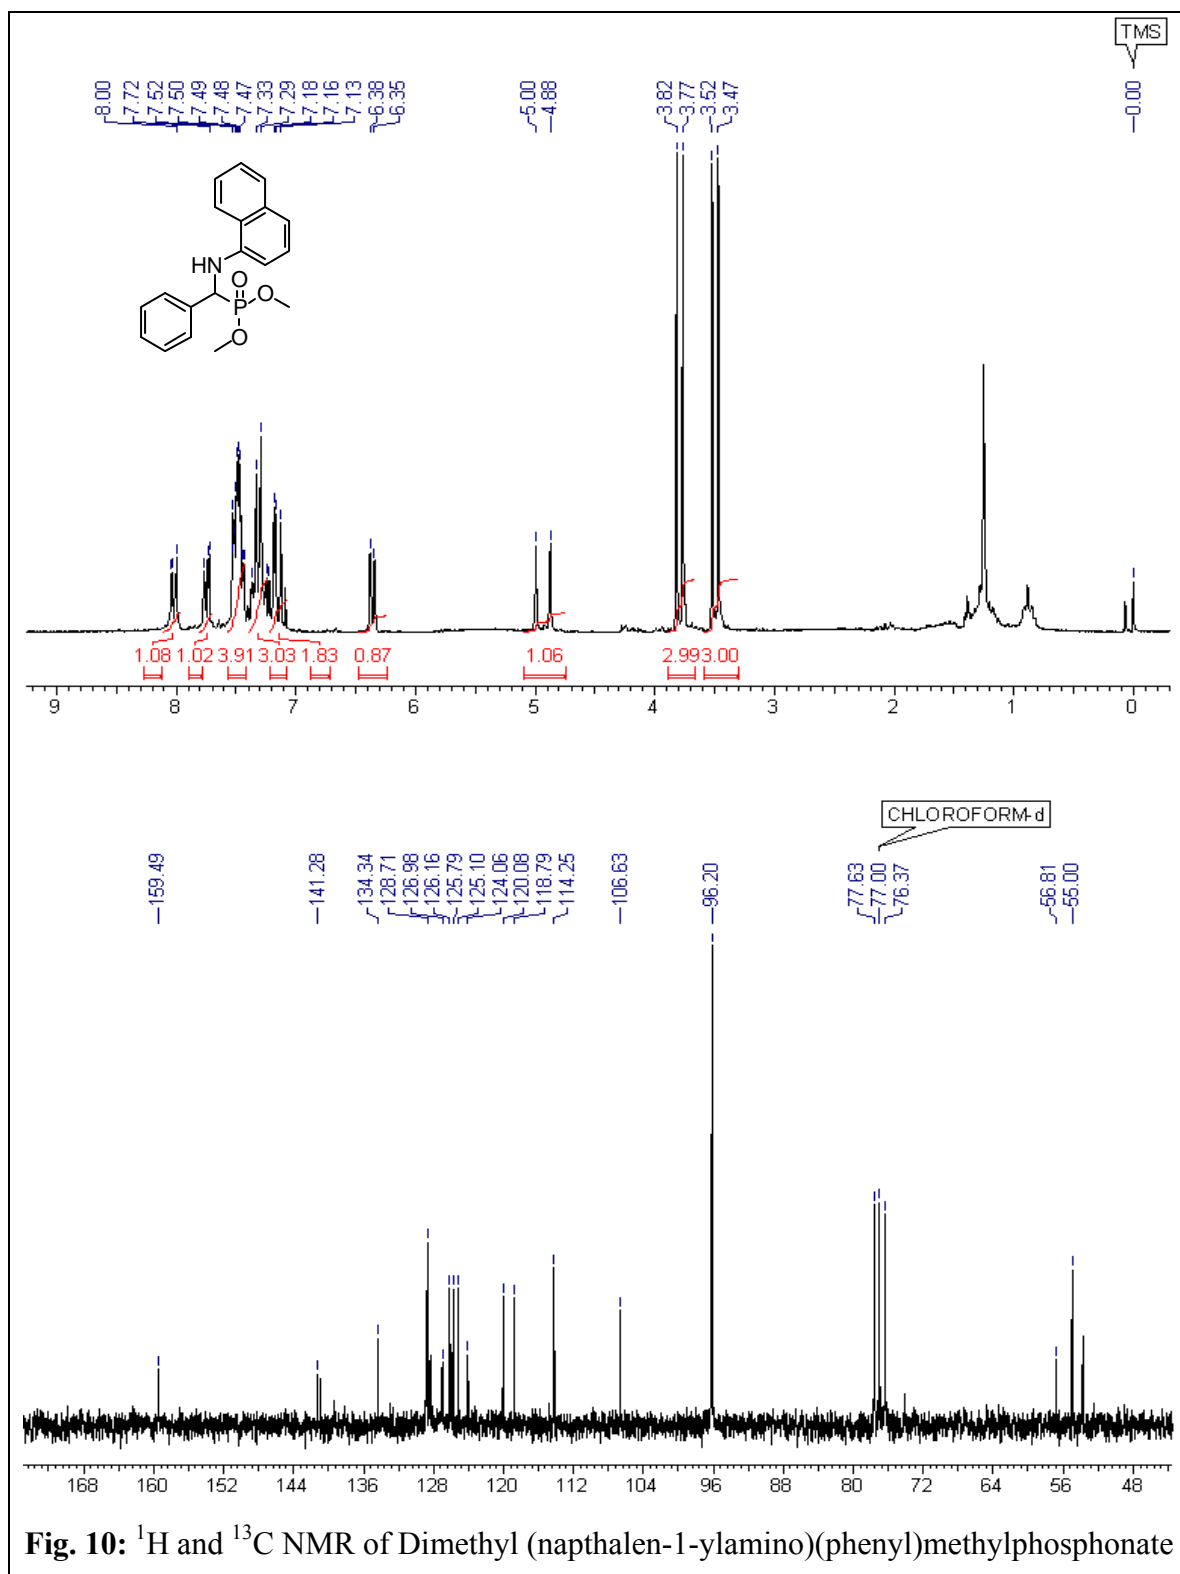 TMS
8.00 7.72 7.52 7.50 7.49 7.48 7.47 7.33 7.29 7.18 7.16 7.13 6.38 6.35 5.00 4.88 3.82 3.77 3.52 3.47 0.00
HN
O
P
O
O
1.08 1.02 3.91 3.03 1.83 0.87 1.06 2.99 3.00
9 8 7 6 5 4 3 2 1 0
CHLOROFORM-d
159.49 141.28 134.34 128.71 126.98 126.16 125.79 125.10 124.06 120.08 118.79 114.25 106.63 96.20 77.63 77.00 76.37 56.81 55.00
168 160 152 144 136 128 120 112 104 96 88 80 72 64 56 48
Fig. 10: ¹H and ¹³C NMR of Dimethyl (napthalen-1-ylamino)(phenyl)methylphosphonate